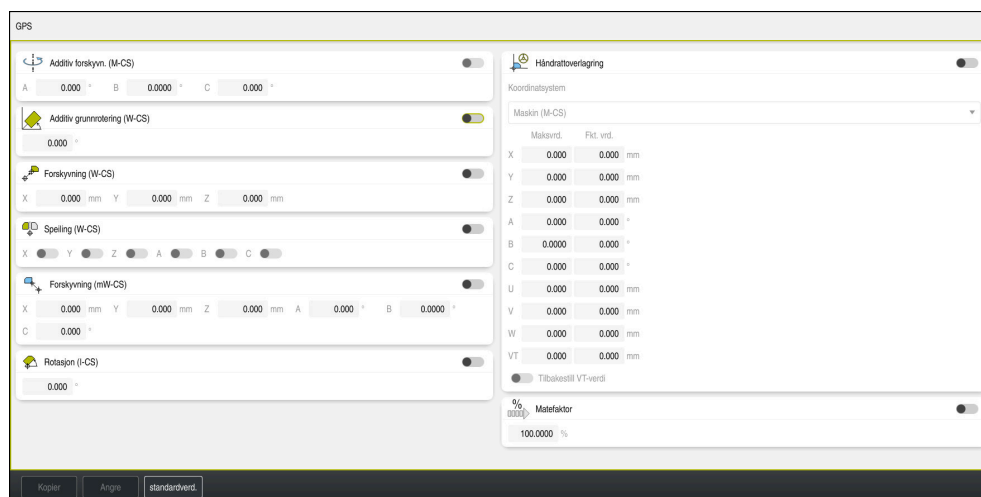 GPS
Additiv forskyvn. (M-CS)
A 0.000 ° B 0.0000 ° C 0.000 °
Additiv grunnrotering (W-CS)
0.000 °
Forskyvning (W-CS)
X 0.000 mm Y 0.000 mm Z 0.000 mm
Speiling (W-CS)
X Y Z A B C
Forskyvning (mW-CS)
X 0.000 mm Y 0.000 mm Z 0.000 mm A 0.000 ° B 0.0000 °
C 0.000 °
Rotasjon (I-CS)
0.000 °
Håndrattoverlagring
Koordinatsystem
Maskin (M-CS)
Maksvrd. Fkt. vrd.
X 0.000 0.000 mm
Y 0.000 0.000 mm
Z 0.000 0.000 mm
A 0.000 0.000 °
B 0.0000 0.000 °
C 0.000 0.000 °
U 0.000 0.000 mm
V 0.000 0.000 mm
W 0.000 0.000 mm
VT 0.000 0.000 mm
Tilbakestill VT-verdi
% Matefaktor
100.0000 %
Kopier Angre standardverd.